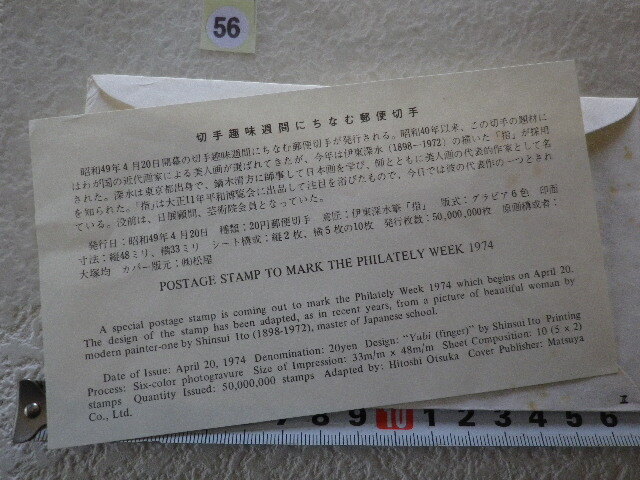 56
切手趣味週間にちなむ郵便切手
昭和49年4月20日開幕の切手趣味週間にちなむ郵便切手が発行される。昭和40年以来、この切手の題材に
はわが国の近代画家による美人画が選ばれてきたが、今年は伊東深水(1898~1972)の描いた「指」が採用
された。深水は東京都出身で、鏑木清方に師事して日本画を学び、師とともに美人画の代表的作家として名
を知られた。「指」は大正11年平和博覧会に出品して注目を浴びたもので、今日では彼の代表作の一つとされ
ている。没前は、日展顧問、芸術院会員となっていた。
発行日:昭和49年4月20日 種類:20円郵便切手 意匠:伊東深水筆「指」 版式:グラビア6色 印面
寸法:縦48ミリ、横33ミリ シート構成:縦2枚、横5枚の10枚 発行枚数:50,000,000枚 原画構成者:
大塚均 カバー版元:㈱松屋
POSTAGE STAMP TO MARK THE PHILATELY WEEK 1974
A special postage stamp is coming out to mark the Philately Week 1974 which begins on April 20.
The design of the stamp has been adapted, as in recent years, from a picture of beautiful woman by
modern painter-one by Shinsui Ito (1898-1972), master of Japanese school.
Date of Issue: April 20, 1974 Denomination: 20yen Design: "Yubi (finger)" by Shinsui Ito Printing
Process: Six-color photogravure Size of Impression: 33m/m x 48m/m Sheet Composition: 10 (5 x 2)
stamps Quantity Issued: 50,000,000 stamps Adapted by: Hitoshi Otsuka Cover Publisher: Matsuya
Co., Ltd.
7 8 9 10 1 2 3 4 5 6